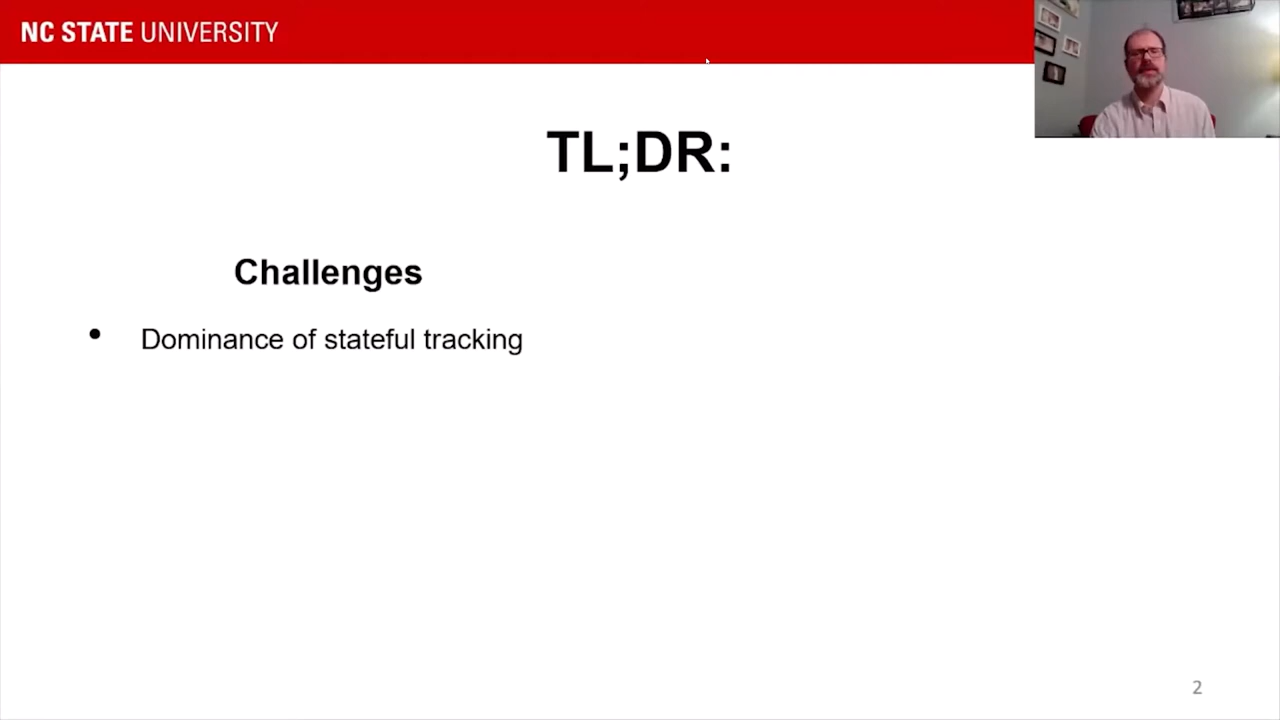 NC STATE UNIVERSITY
TL;DR:
Challenges
• Dominance of stateful tracking
2